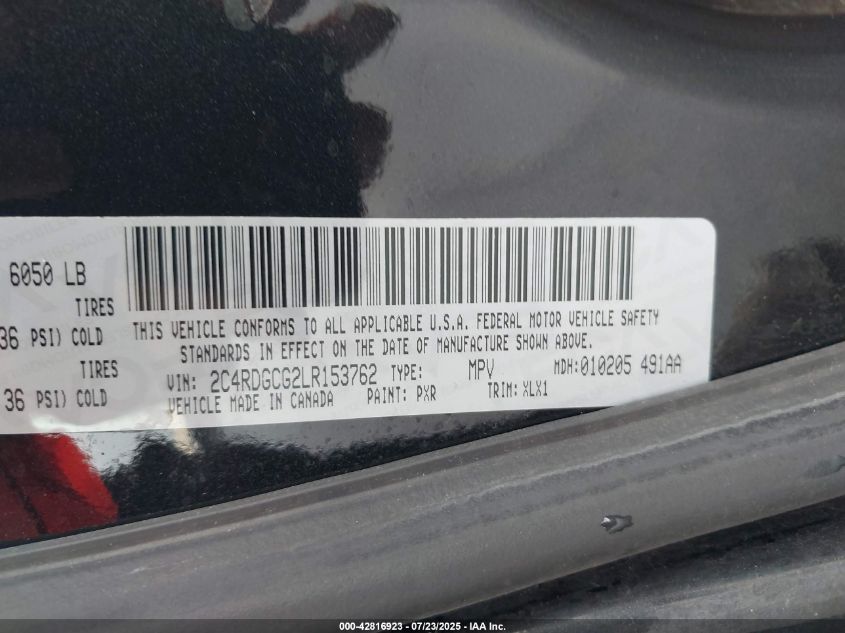 6050 LB
TIRES
36 PSI) COLD
TIRES
36 PSI) COLD
THIS VEHICLE CONFORMS TO ALL APPLICABLE U.S.A. FEDERAL MOTOR VEHICLE SAFETY
STANDARDS IN EFFECT ON THE DATE OF MANUFACTURE SHOWN ABOVE.
VIN: 2C4RDGCG2LR153762 TYPE: MPV MDH:010205 491AA
VEHICLE MADE IN CANADA PAINT: PXR TRIM: XLX1
000-42816923 - 07/23/2025 - IAA Inc.